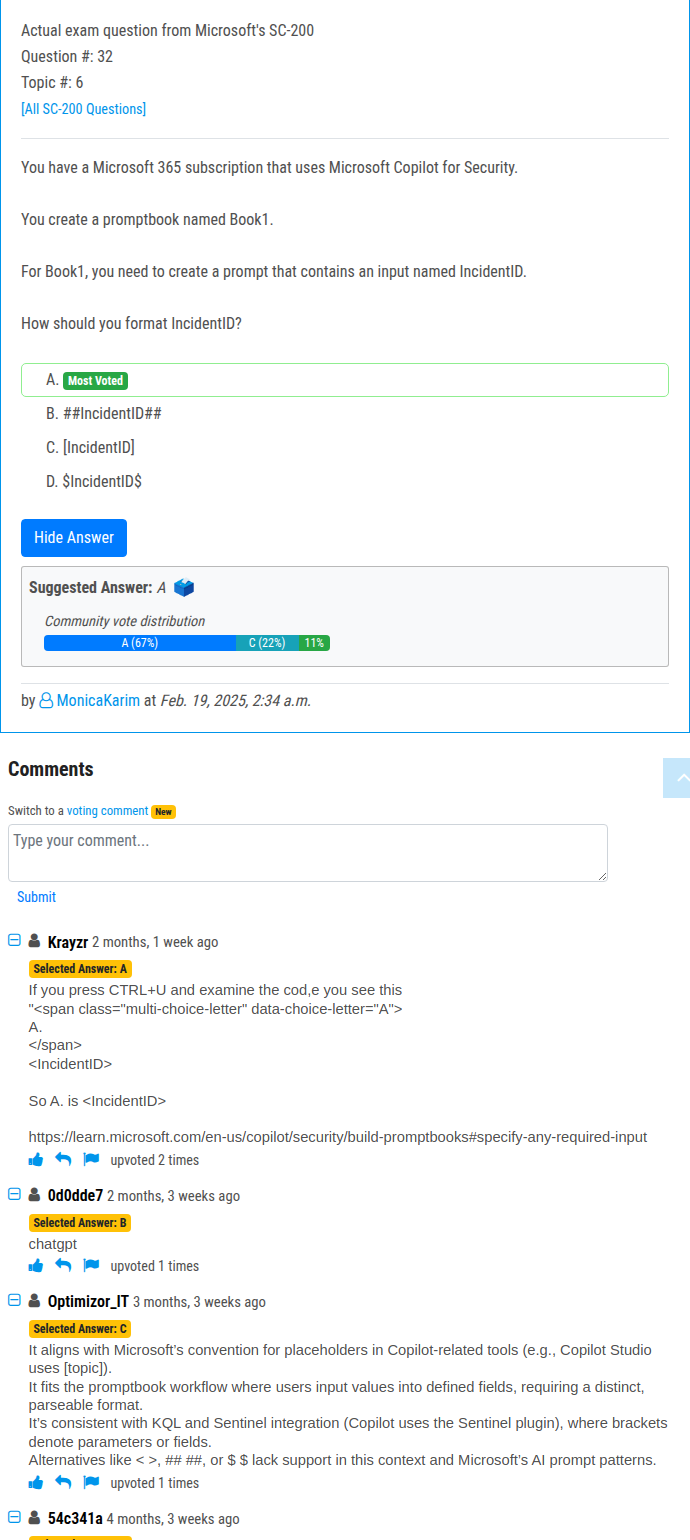 Actual exam question from Microsoft's SC-200
Question #: 32
Topic #: 6
[All SC-200 Questions]
You have a Microsoft 365 subscription that uses Microsoft Copilot for Security.
You create a promptbook named Book1.
For Book1, you need to create a prompt that contains an input named IncidentID.
How should you format IncidentID?
A. Most Voted
B. ##IncidentID##
C. [IncidentID]
D. $IncidentID$
Hide Answer
Suggested Answer: A
Community vote distribution
A (67%) C (22%) 11%
by MonicaKarim at Feb. 19, 2025, 2:34 a.m.
Comments
Switch to a voting comment New
Type your comment...
Submit
Krayzr 2 months, 1 week ago
Selected Answer: A
If you press CTRL+U and examine the cod,e you see this
"<span class="multi-choice-letter" data-choice-letter="A">
A.
</span>
<IncidentID>
So A. is <IncidentID>
https://learn.microsoft.com/en-us/copilot/security/build-promptbooks#specify-any-required-input
upvoted 2 times
0d0dde7 2 months, 3 weeks ago
Selected Answer: B
chatgpt
upvoted 1 times
Optimizor_IT 3 months, 3 weeks ago
Selected Answer: C
It aligns with Microsoft's convention for placeholders in Copilot-related tools (e.g., Copilot Studio
uses [topic]).
It fits the promptbook workflow where users input values into defined fields, requiring a distinct,
parseable format.
It's consistent with KQL and Sentinel integration (Copilot uses the Sentinel plugin), where brackets
denote parameters or fields.
Alternatives like < >, ## ##, or $ $ lack support in this context and Microsoft's AI prompt patterns.
upvoted 1 times
54c341a 4 months, 3 weeks ago